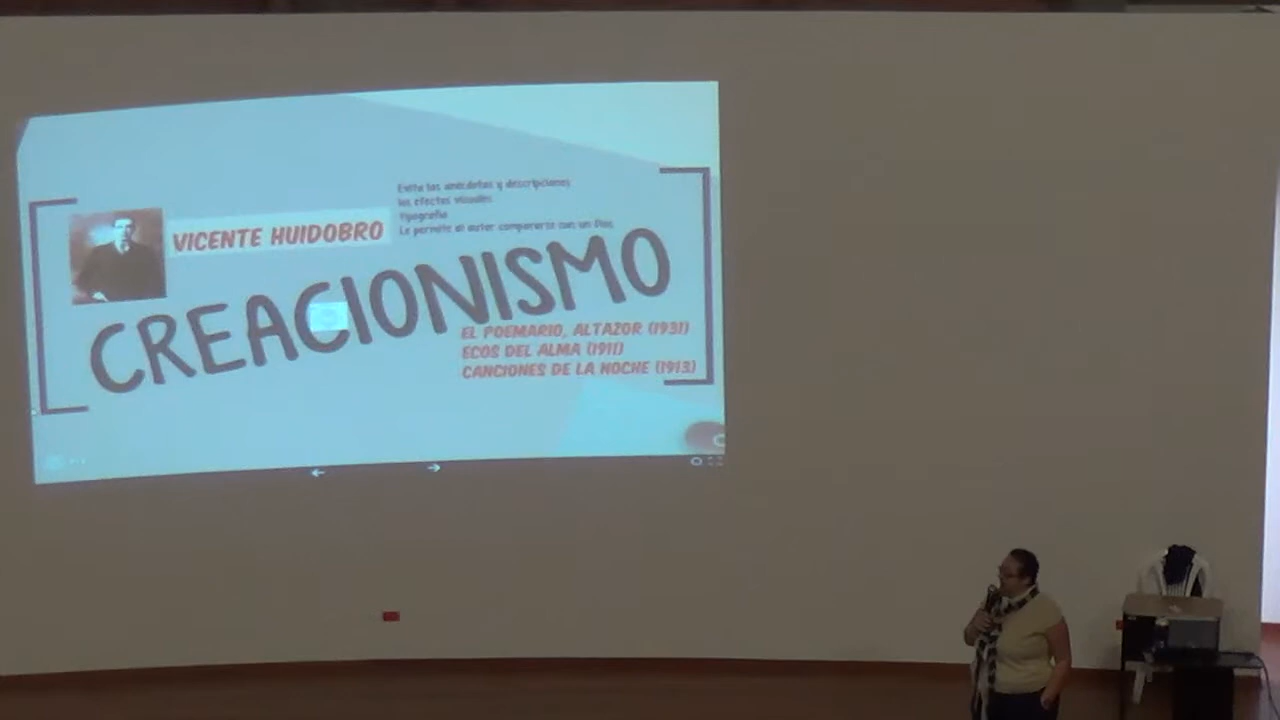 Evita las anécdotas y descripciones
los efectos visuales
tipografía
Le permite al autor compararse con un Dios
VICENTE HUIDOBRO
CREACIONISMO
EL POEMARIO, ALTAZOR (1931)
ECOS DEL ALMA (1911)
CANCIONES DE LA NOCHE (1913)